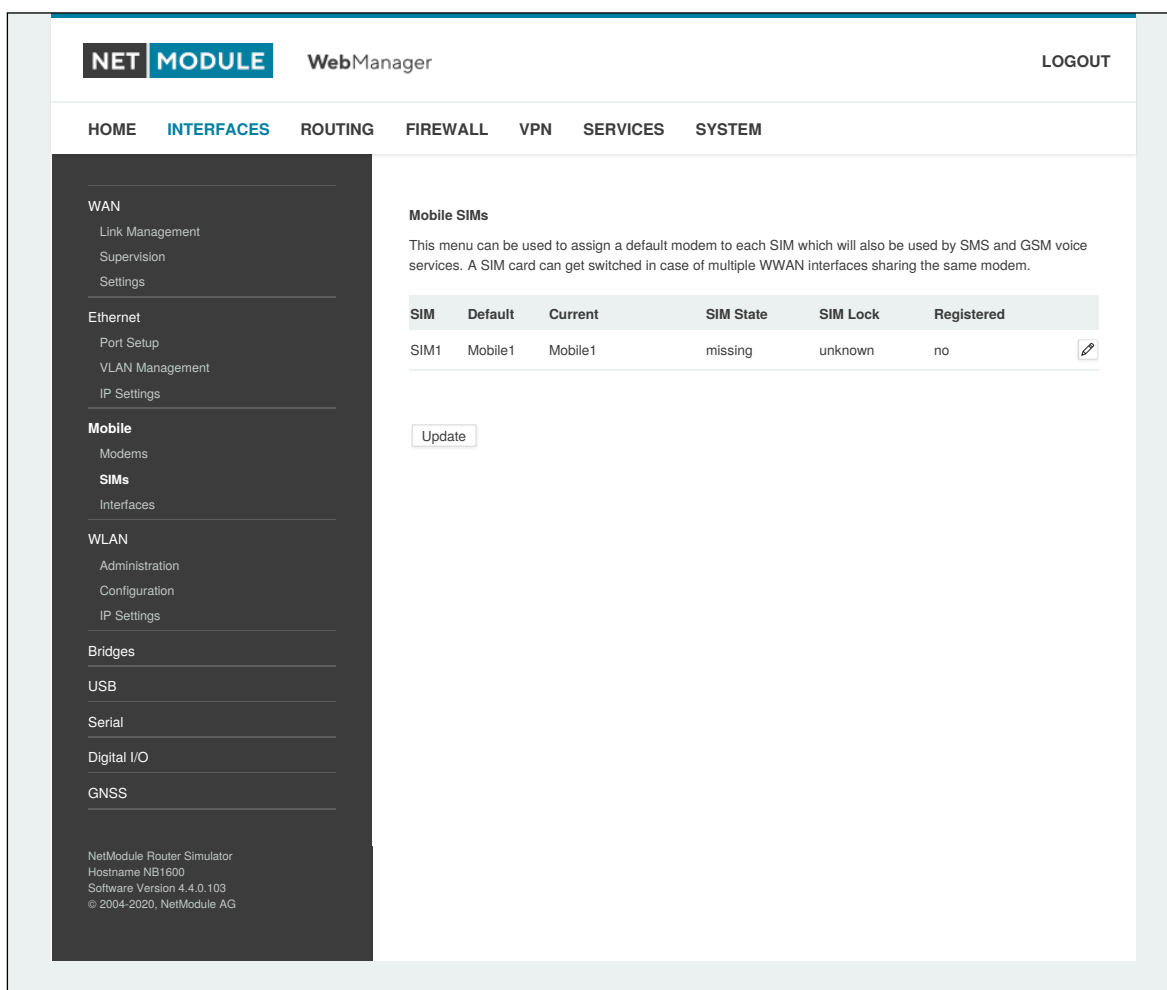 NET MODULE WebManager LOGOUT
HOME INTERFACES ROUTING FIREWALL VPN SERVICES SYSTEM
WAN
Link Management
Supervision
Settings
Ethernet
Port Setup
VLAN Management
IP Settings
Mobile
Modems
SIMs
Interfaces
WLAN
Administration
Configuration
IP Settings
Bridges
USB
Serial
Digital I/O
GNSS
NetModule Router Simulator
Hostname NB1600
Software Version 4.4.0.103
© 2004-2020, NetModule AG
Mobile SIMs
This menu can be used to assign a default modem to each SIM which will also be used by SMS and GSM voice
services. A SIM card can get switched in case of multiple WWAN interfaces sharing the same modem.
SIM Default Current SIM State SIM Lock Registered
SIM1 Mobile1 Mobile1 missing unknown no
Update